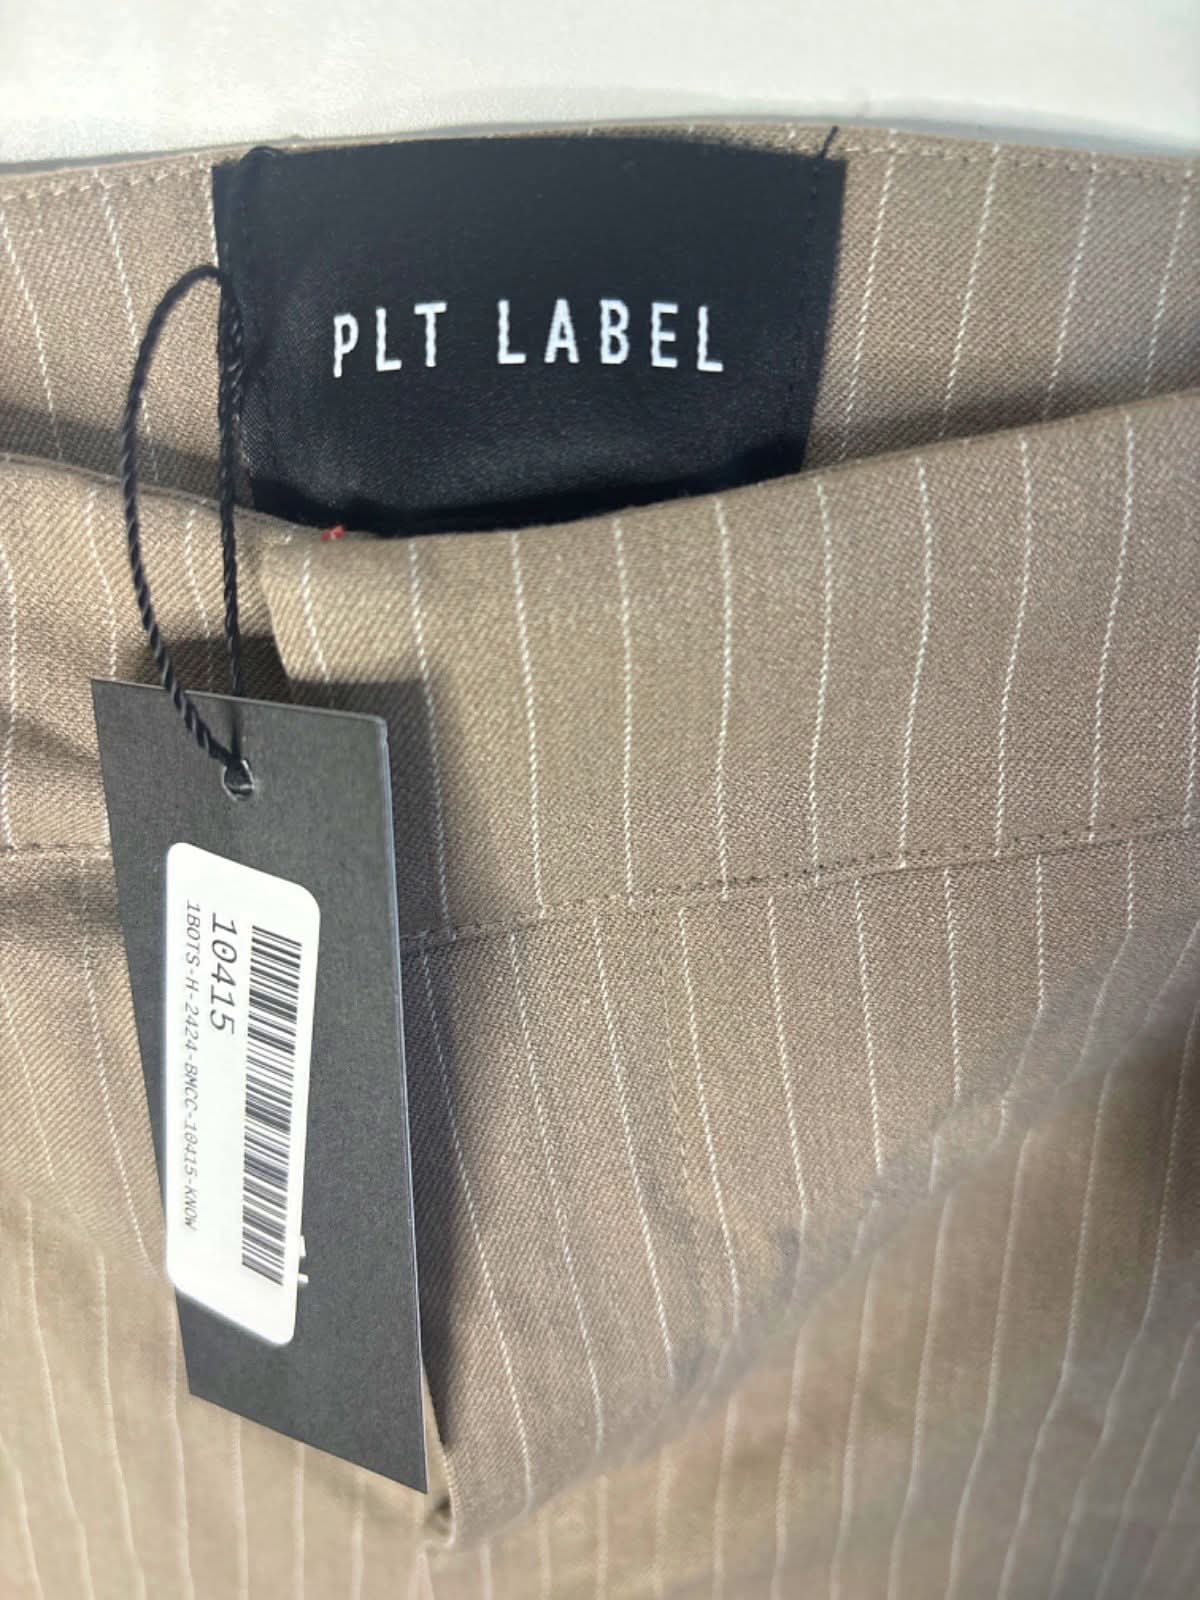 PLT LABEL
10415
1BOTS-H-2424-BMCC-10415-KNOW